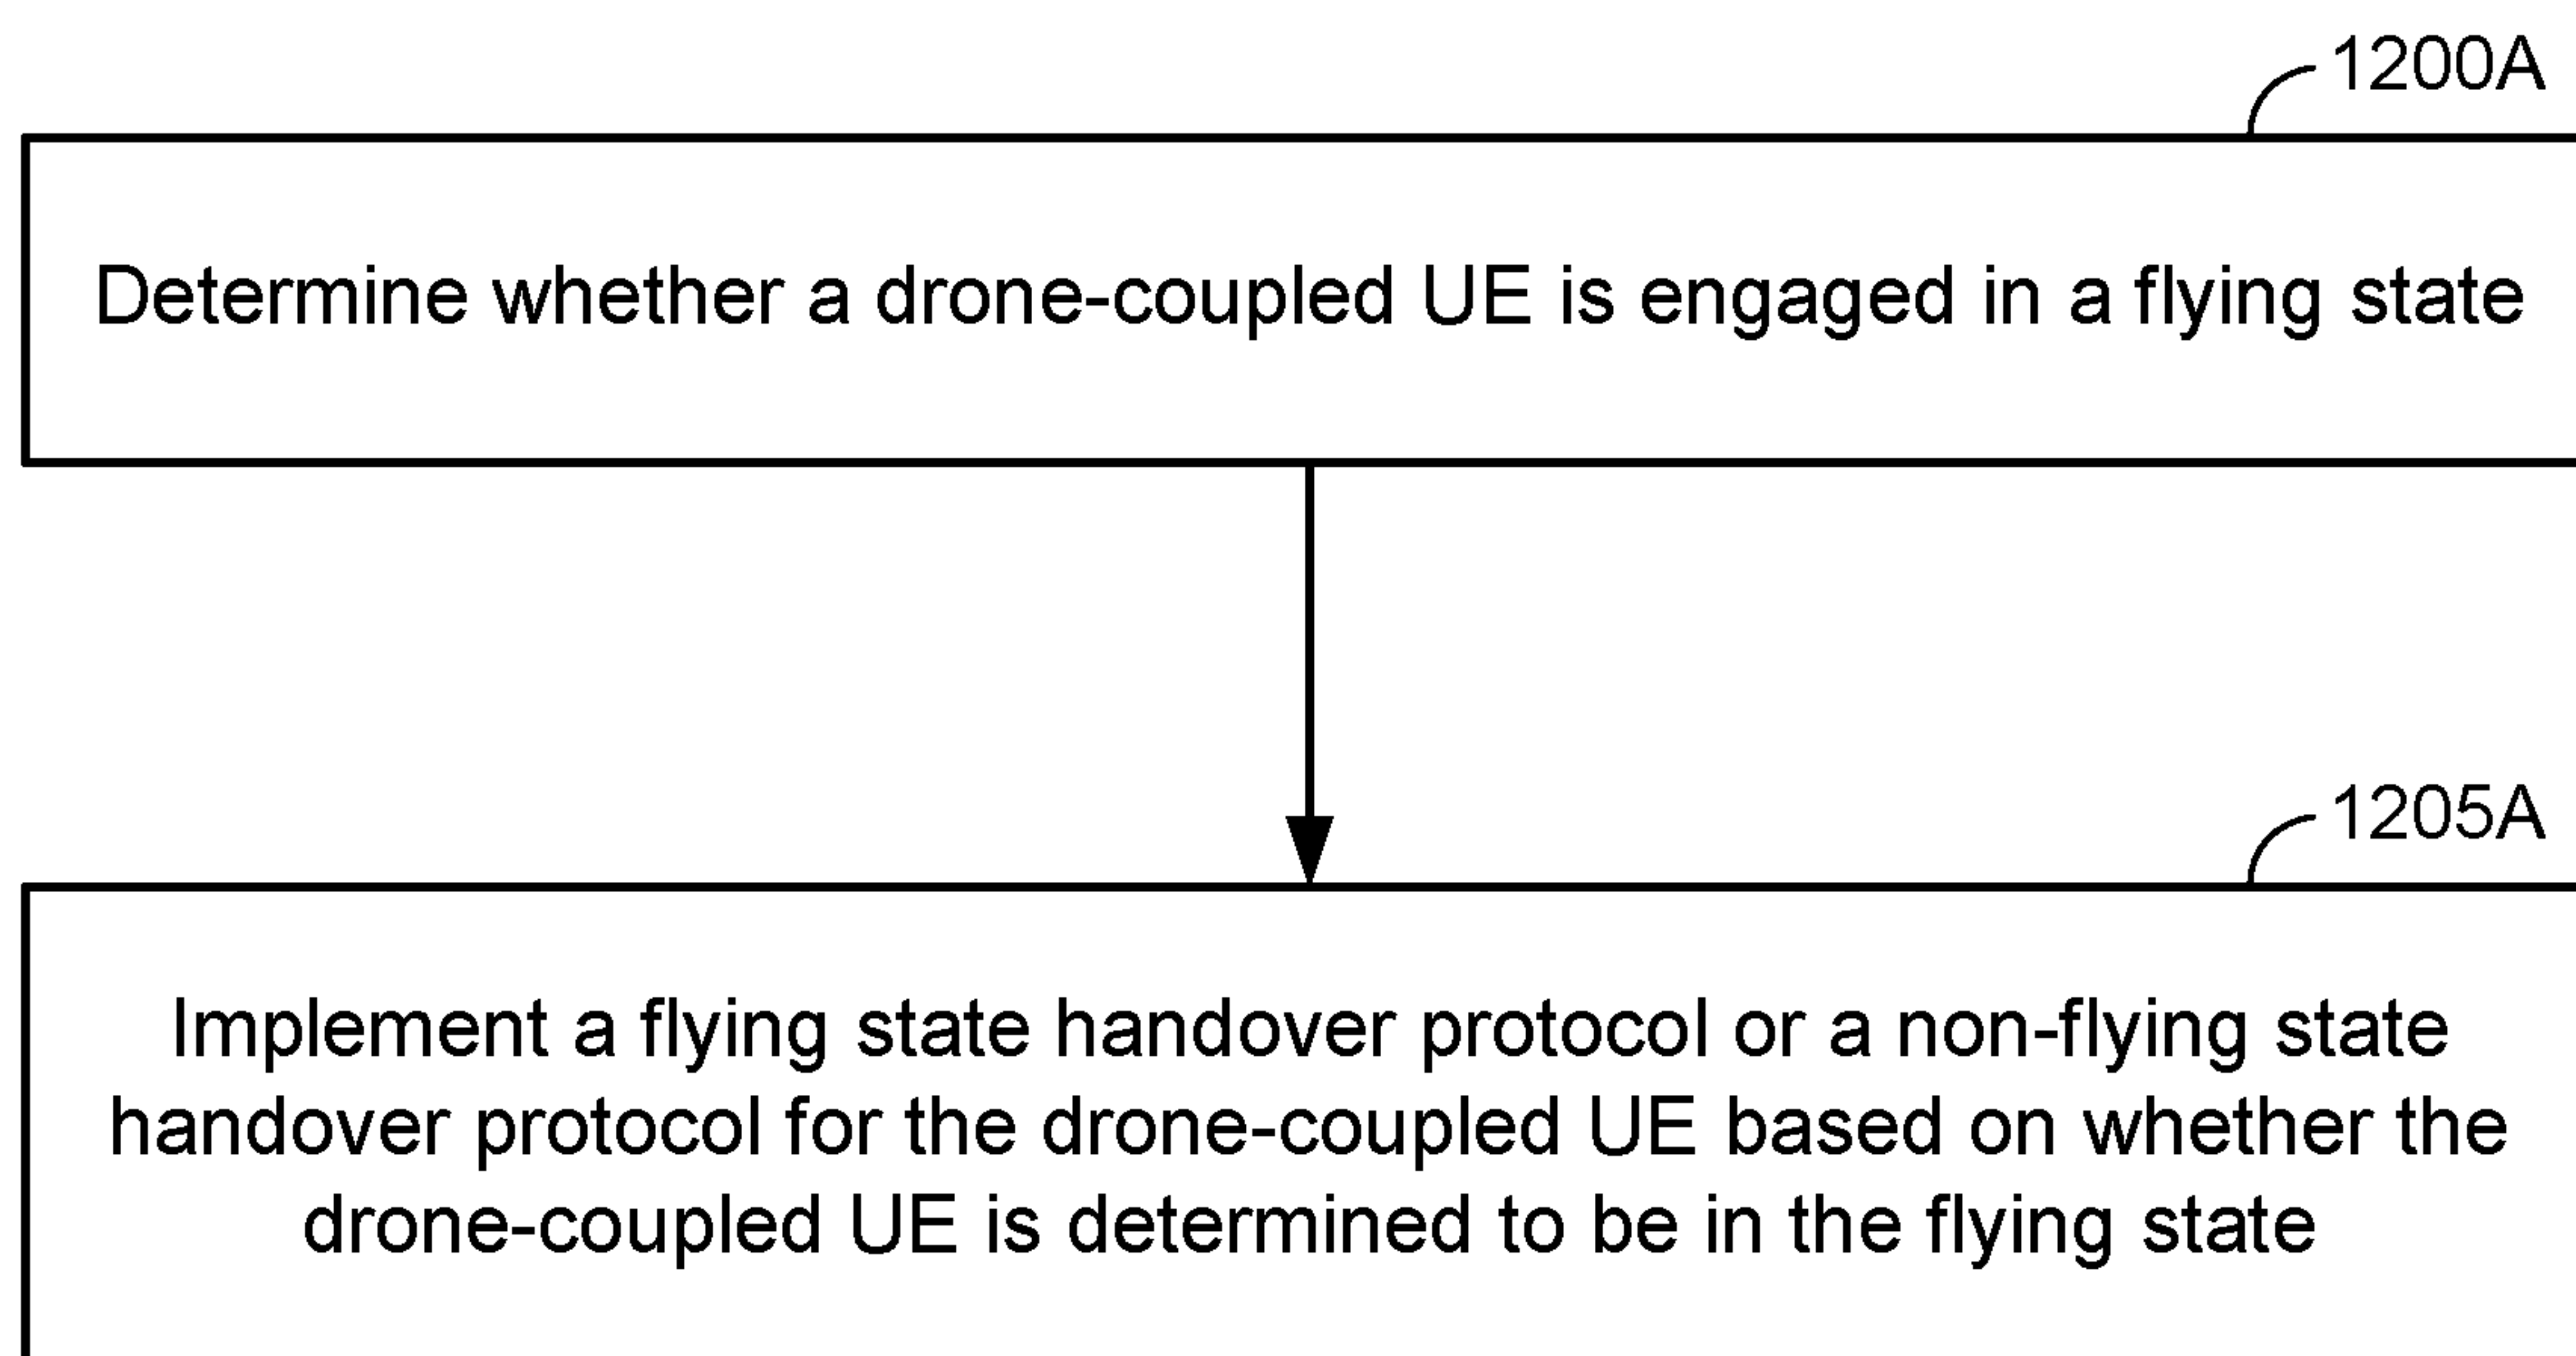 1200A
Determine whether a drone-coupled UE is engaged in a flying state
1205A
Implement a flying state handover protocol or a non-flying state
handover protocol for the drone-coupled UE based on whether the
drone-coupled UE is determined to be in the flying state